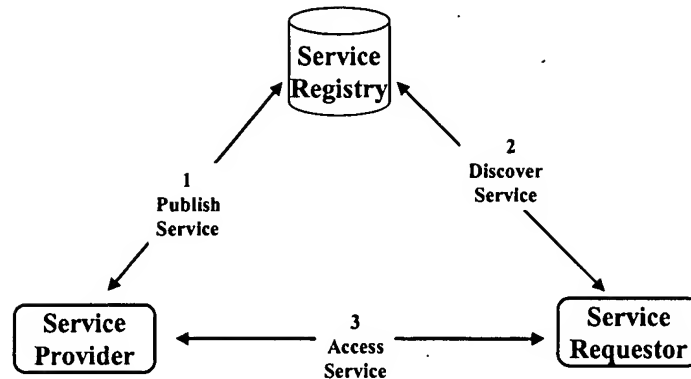 Service
Registry
1
Publish
Service
2
Discover
Service
Service
Provider
3
Access
Service
Service
Requestor